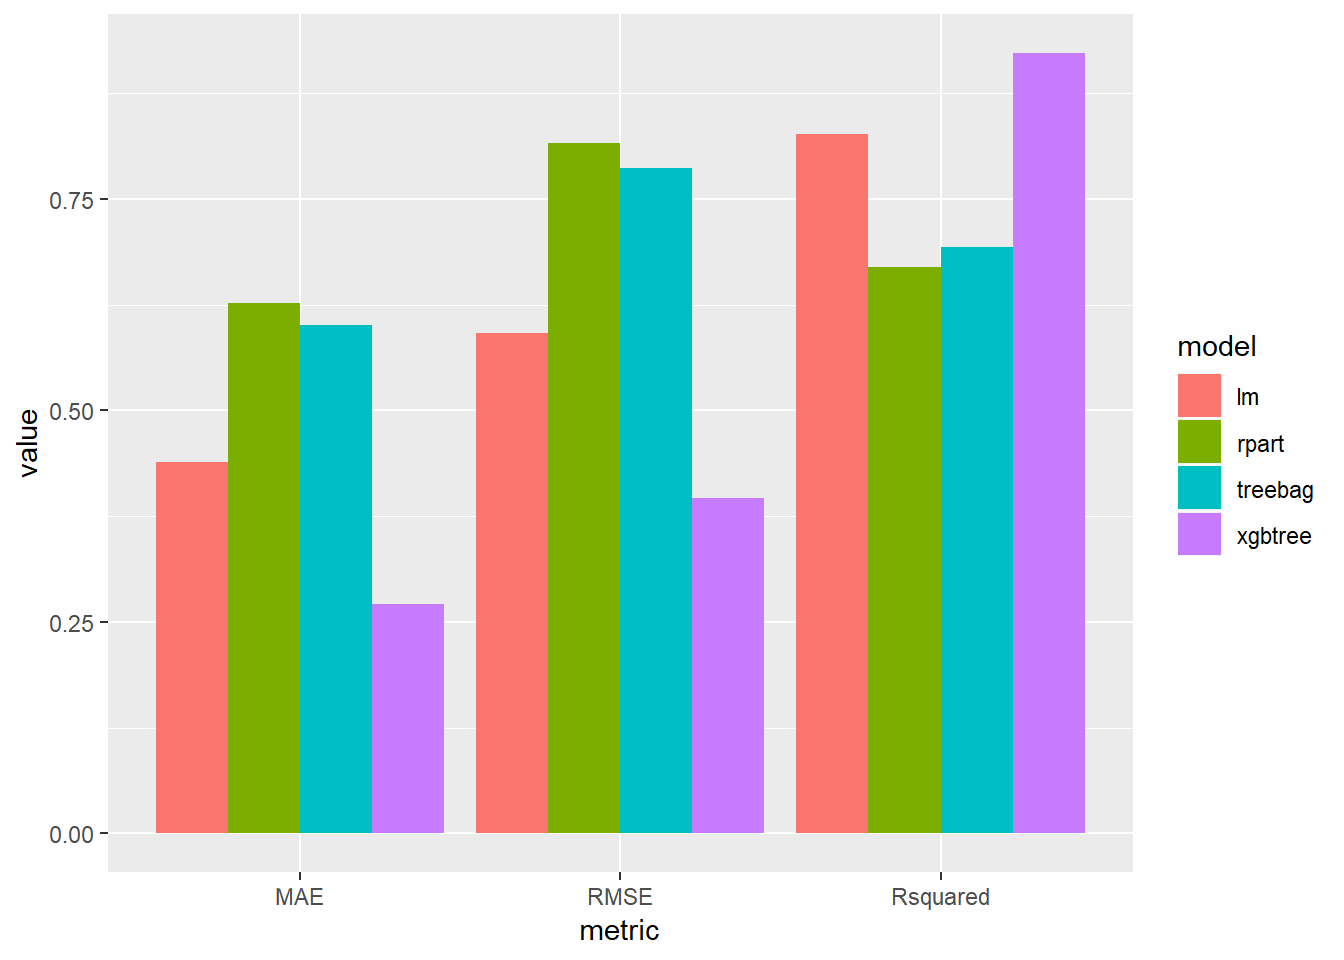 0.75
0.50
0.25
0.00
value
MAE
RMSE
Rsquared
metric
model
lm
rpart
treebag
xgbtree